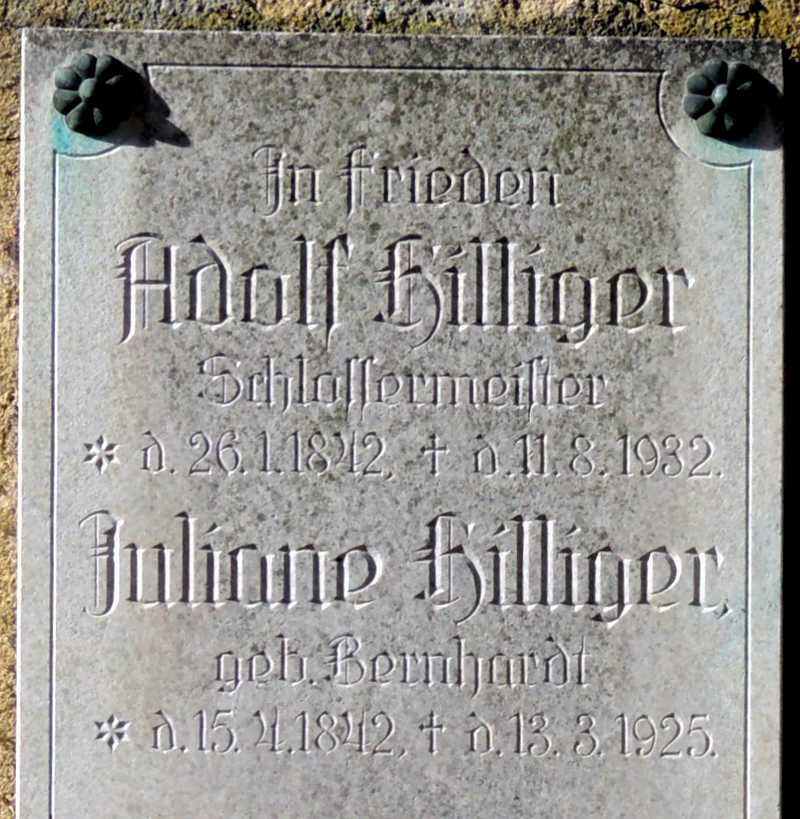 In Frieden
Adolf Hilliger
Schlossermeister
* d. 26. 1. 1842, † d. 11. 8. 1932.
Juliane Hilliger,
geb. Bernhardt
* d. 15. 4. 1842, † d. 13. 3. 1925.